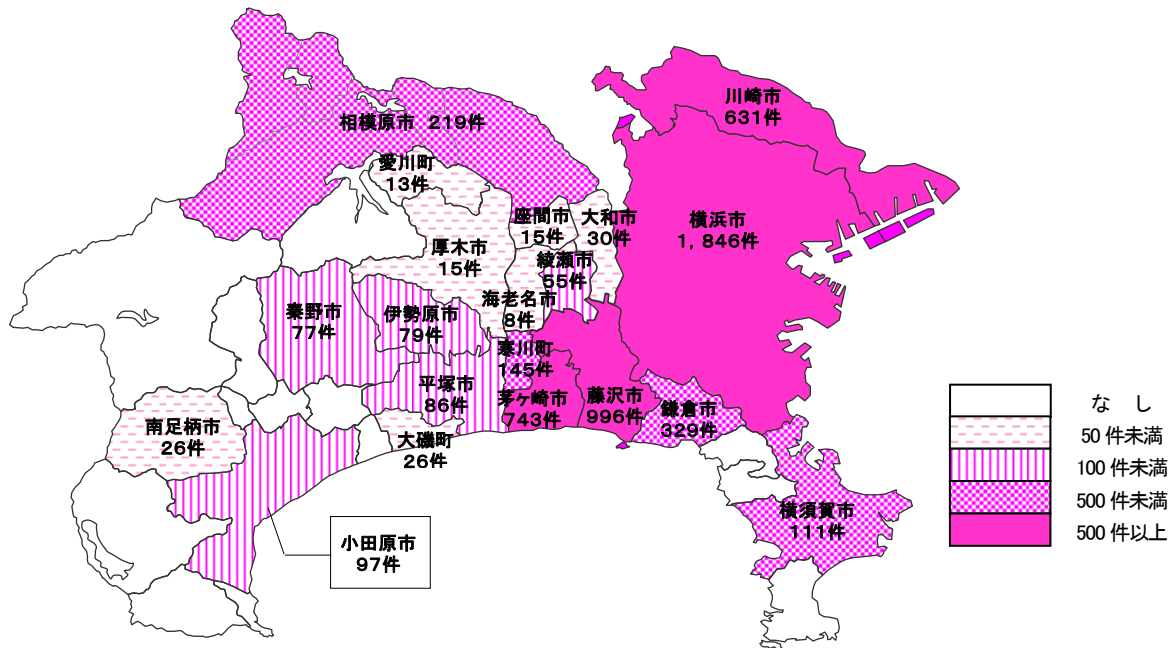 川崎市
631件
相模原市 219件
愛川町
13件
座間市
15件
大和市
30件
横浜市
1,846件
厚木市
15件
綾瀬市
55件
海老名市
8件
秦野市
77件
伊勢原市
79件
寒川町
145件
平塚市
86件
茅ヶ崎市
743件
藤沢市
996件
鎌倉市
329件
南足柄市
26件
大磯町
26件
横須賀市
111件
小田原市
97件
なし
50件未満
100件未満
500件未満
500件以上